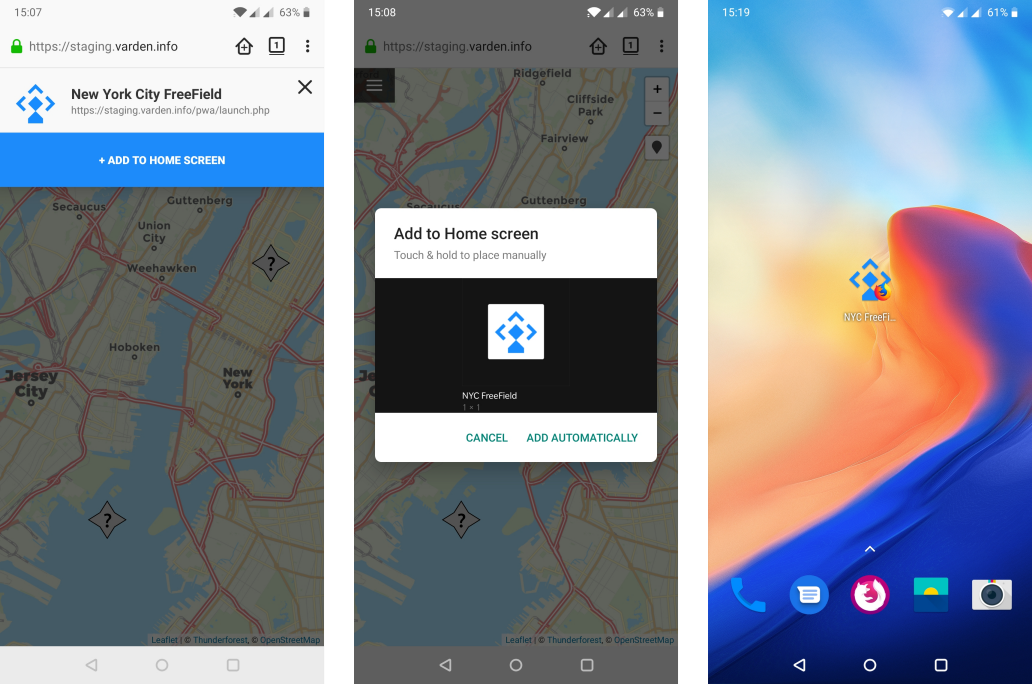 15:07
63%
https://staging.varden.info
1
New York City FreeField
https://staging.varden.info/pwa/launch.php
+ ADD TO HOME SCREEN
Secaucus
Guttenberg
Union
City
Weehawken
?
Hoboken
Jersey
City
New
York
?
Leaflet | © Thunderforest, © OpenStreetMap
15:08
63%
https://staging.varden.info
1
Ridgefield
+
Cliffside
Park
−
Fairview
Secaucus
Guttenberg
Add to Home screen
Touch & hold to place manually
NYC FreeField
1 × 1
CANCEL
ADD AUTOMATICALLY
?
Leaflet | © Thunderforest, © OpenStreetMap
15:19
61%
NYC FreeFi...